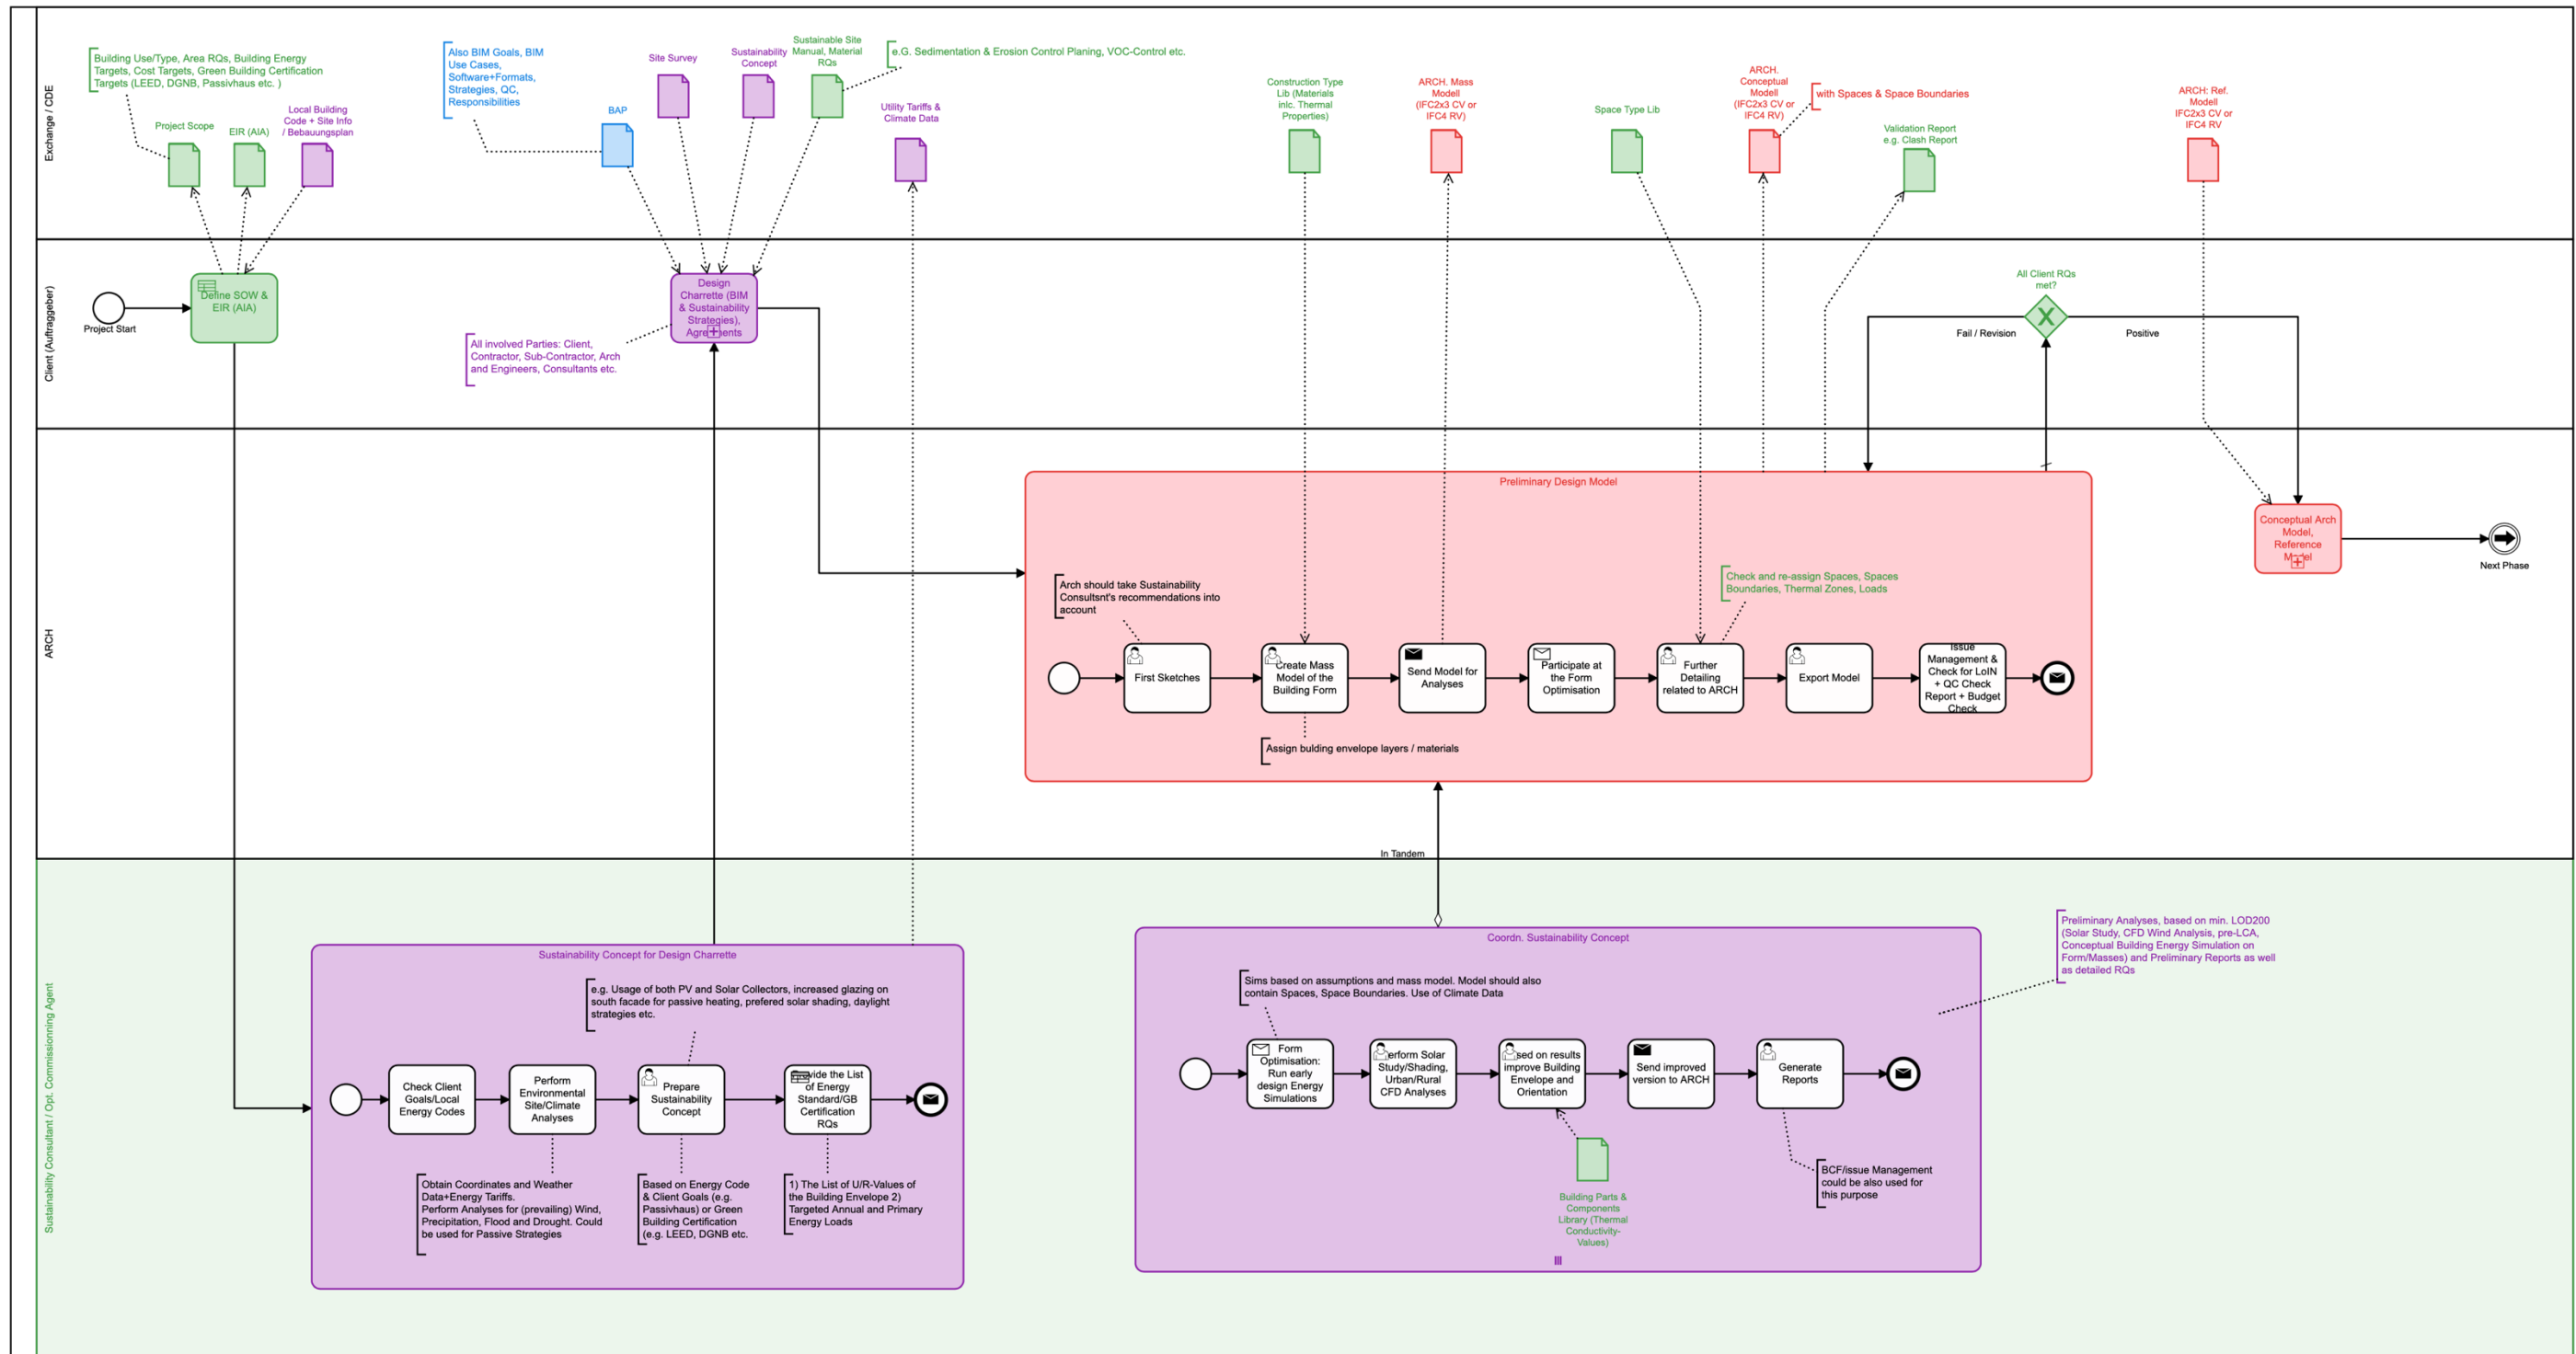 Exchange / CDE
Building Use/Type, Area RQs, Building Energy
Targets, Cost Targets, Green Building Certification
Targets (LEED, DGNB, Passivhaus etc. )
Project Scope
EIR (AIA)
Local Building
Code + Site Info
/ Bebauungsplan
Also BIM Goals, BIM
Use Cases,
Software+Formats,
Strategies, QC,
Responsibilities
BAP
Site Survey
Sustainability
Concept
Sustainable Site
Manual, Material
RQs
e.G. Sedimentation & Erosion Control Planing, VOC-Control etc.
Utility Tariffs &
Climate Data
Construction Type
Lib (Materials
inlc. Thermal
Properties)
ARCH. Mass
Modell
(IFC2x3 CV or
IFC4 RV)
Space Type Lib
ARCH.
Conceptual
Modell
(IFC2x3 CV or
IFC4 RV)
with Spaces & Space Boundaries
Validation Report
e.g. Clash Report
ARCH: Ref.
Modell
IFC2x3 CV or
IFC4 RV
Client (Auftraggeber)
Project Start
Define SOW &
EIR (AIA)
All involved Parties: Client,
Contractor, Sub-Contractor, Arch
and Engineers, Consultants etc.
Design
Charrette (BIM
& Sustainability
Strategies),
All Client RQs
met?
X
Fail / Revision
Positive
ARCH
Preliminary Design Model
Arch should take Sustainability
Consultsnt's recommendations into
account
First Sketches
Create Mass
Model of the
Building Form
Assign bulding envelope layers / materials
Send Model for
Analyses
Participate at
the Form
Optimisation
Further
Detailing
related to ARCH
Check and re-assign Spaces, Spaces
Boundaries, Thermal Zones, Loads
Export Model
Issue
Management &
Check for LoIN
+ QC Check
Report + Budget
Check
Conceptual Arch
Model,
Reference
Model
Next Phase
In Tandem
Sustainability Consultant / Opt. Commissionning Agent
Sustainability Concept for Design Charrette
e.g. Usage of both PV and Solar Collectors, increased glazing on
south facade for passive heating, prefered solar shading, daylight
strategies etc.
Check Client
Goals/Local
Energy Codes
Perform
Environmental
Site/Climate
Analyses
Prepare
Sustainability
Concept
the List
of Energy
Standard/GB
Certification
RQs
Obtain Coordinates and Weather
Data+Energy Tariffs.
Perform Analyses for (prevailing) Wind,
Precipitation, Flood and Drought. Could
be used for Passive Strategies
Based on Energy Code
& Client Goals (e.g.
Passivhaus) or Green
Building Certification
(e.g. LEED, DGNB etc.
1) The List of U/R-Values of
the Building Envelope 2)
Targeted Annual and Primary
Energy Loads
Coordn. Sustainability Concept
Sims based on assumptions and mass model. Model should also
contain Spaces, Space Boundaries. Use of Climate Data
Form
Optimisation:
Run early
design Energy
Simulations
Solar
Study/Shading,
Urban/Rural
CFD Analyses
on results
improve Building
Envelope and
Orientation
Send improved
version to ARCH
Generate
Reports
Building Parts &
Components
Library (Thermal
Conductivity-
Values)
BCF/issue Management
could be also used for
this purpose
Preliminary Analyses, based on min. LOD200
(Solar Study, CFD Wind Analysis, pre-LCA,
Conceptual Building Energy Simulation on
Form/Masses) and Preliminary Reports as well
as detailed RQs